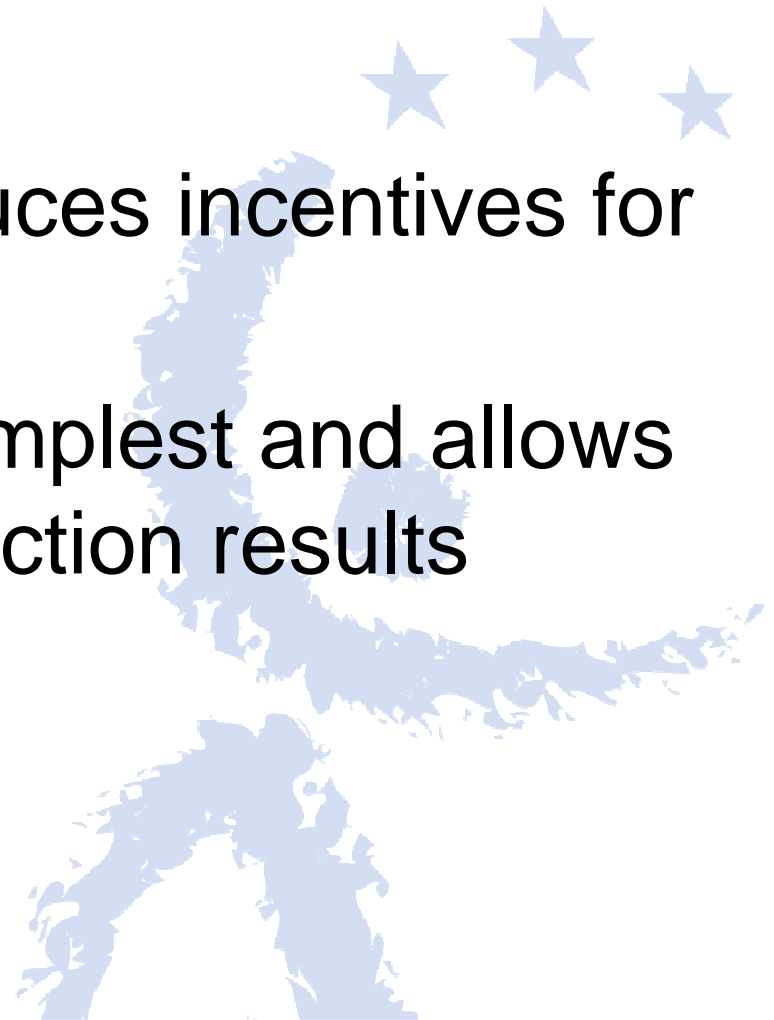 uces incentives for
mplest and allows
ction results